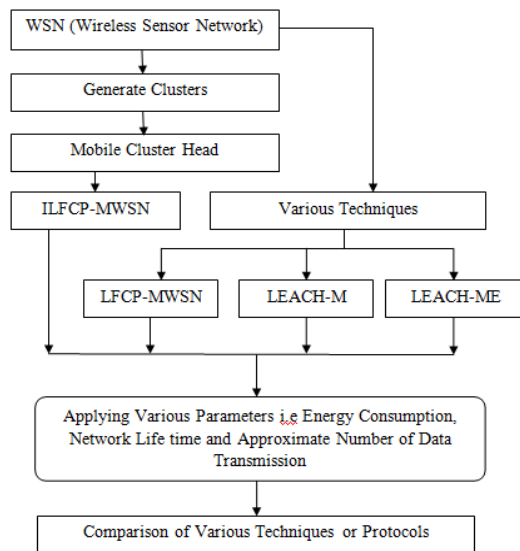 WSN (Wireless Sensor Network)
Generate Clusters
Mobile Cluster Head
ILFCP-MWSN
Various Techniques
LFCP-MWSN
LEACH-M
LEACH-ME
Applying Various Parameters i.e Energy Consumption,
Network Life time and Approximate Number of Data
Transmission
Comparison of Various Techniques or Protocols